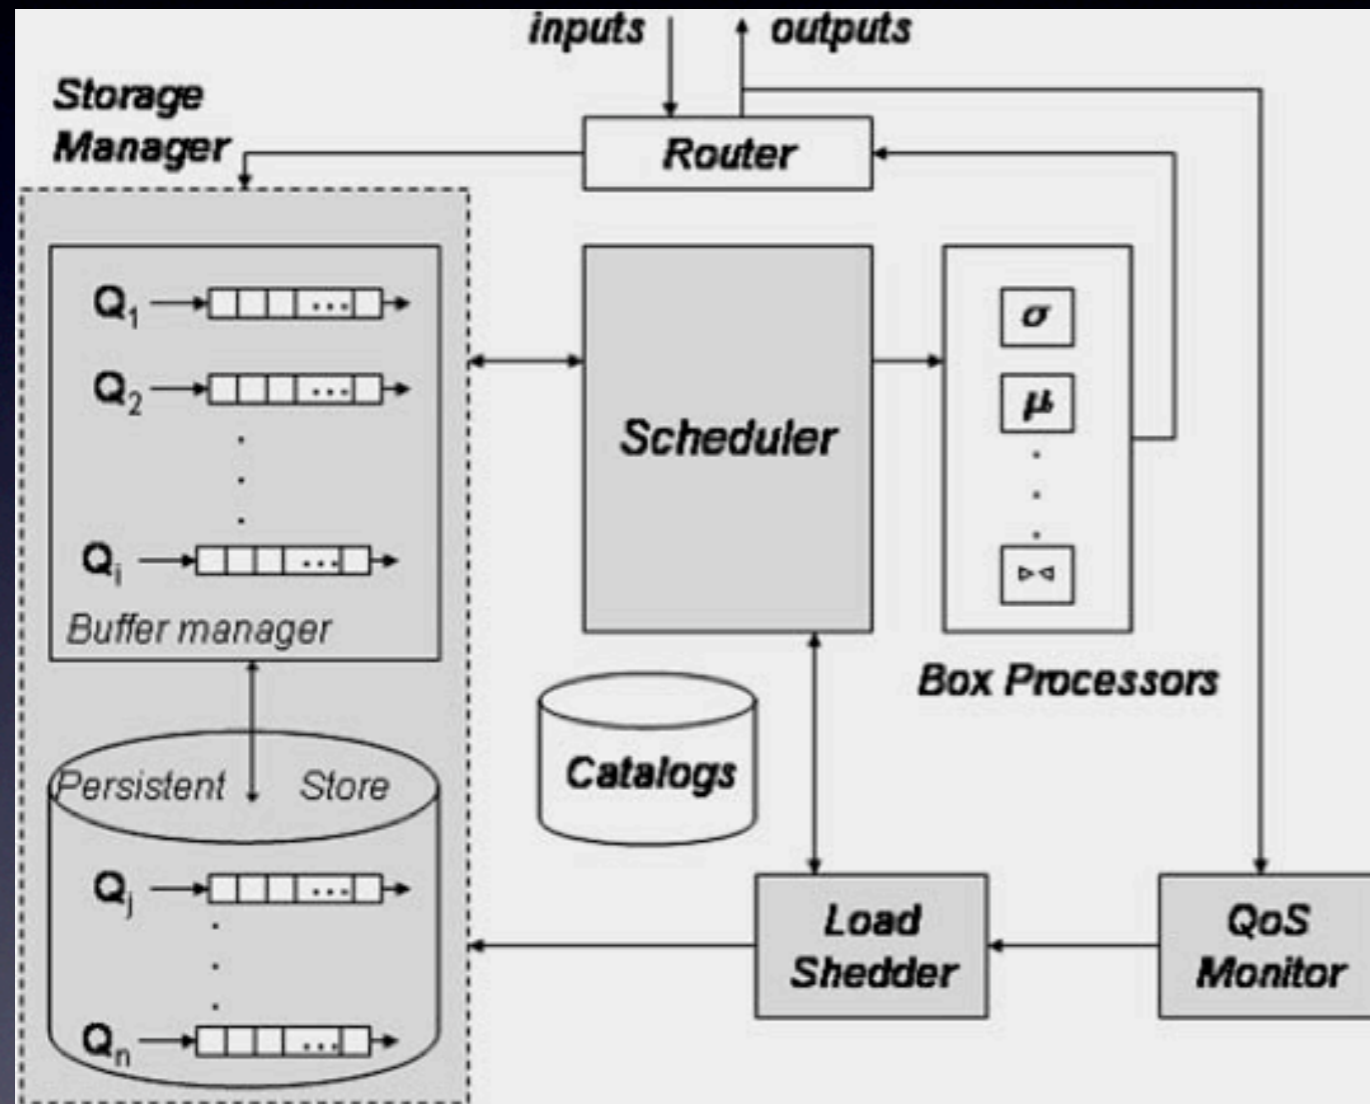 inputs outputs
Storage
Manager
Router
Q1 ...
Q2 ...
Qi ...
Buffer manager
Scheduler
σ
μ
⋈
Box Processors
Persistent Store
Catalogs
Qj ...
Qn ...
Load
Shedder
QoS
Monitor